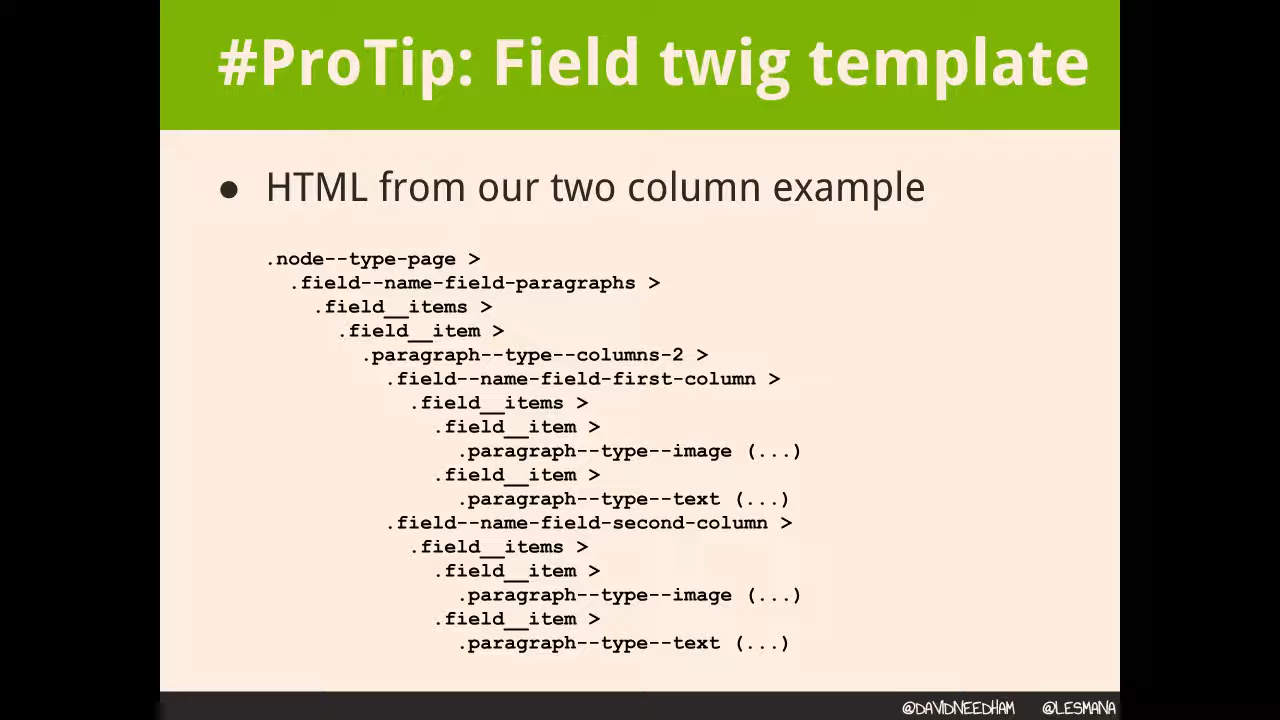 #ProTip: Field twig template
● HTML from our two column example
.node--type-page >
.field--name-field-paragraphs >
.field__items >
.field__item >
.paragraph--type--columns-2 >
.field--name-field-first-column >
.field__items >
.field__item >
.paragraph--type--image (...)
.field__item >
.paragraph--type--text (...)
.field--name-field-second-column >
.field__items >
.field__item >
.paragraph--type--image (...)
.field__item >
.paragraph--type--text (...)
@DAVIDNEEDHAM @LESMANA